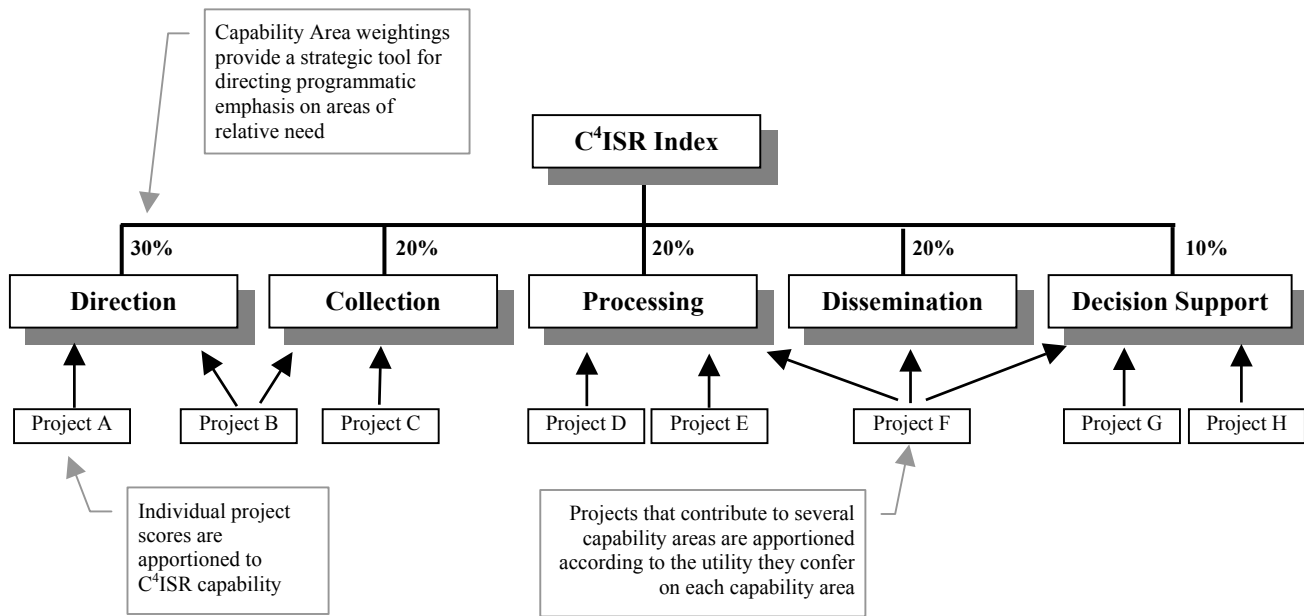 Capability Area weightings
provide a strategic tool for
directing programmatic
emphasis on areas of
relative need
C⁴ISR Index
30%
20%
20%
20%
10%
Direction
Collection
Processing
Dissemination
Decision Support
Project A
Project B
Project C
Project D
Project E
Project F
Project G
Project H
Individual project
scores are
apportioned to
C⁴ISR capability
Projects that contribute to several
capability areas are apportioned
according to the utility they confer
on each capability area